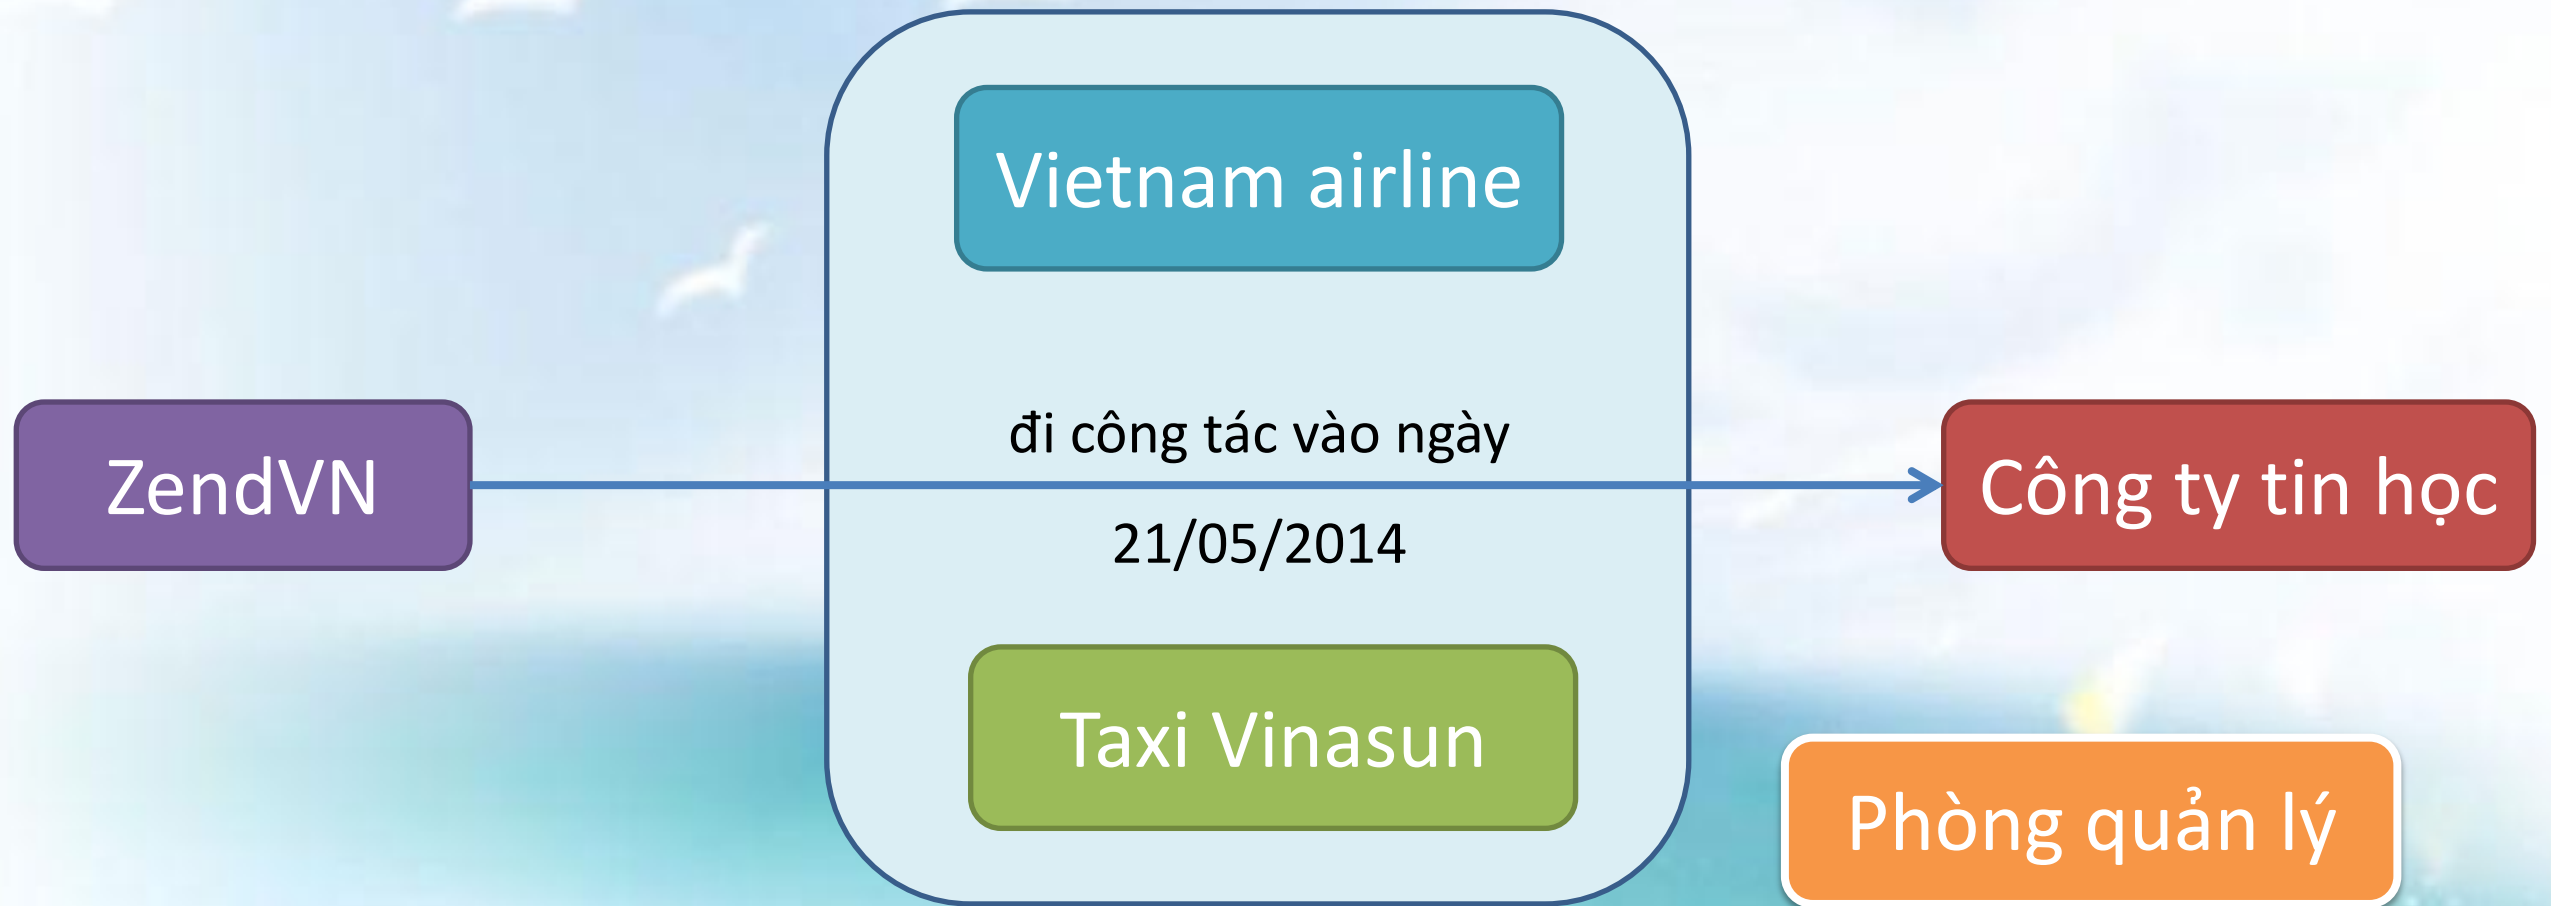 Vietnam airline
ZendVN
đi công tác vào ngày
21/05/2014
Công ty tin học
Taxi Vinasun
Phòng quản lý